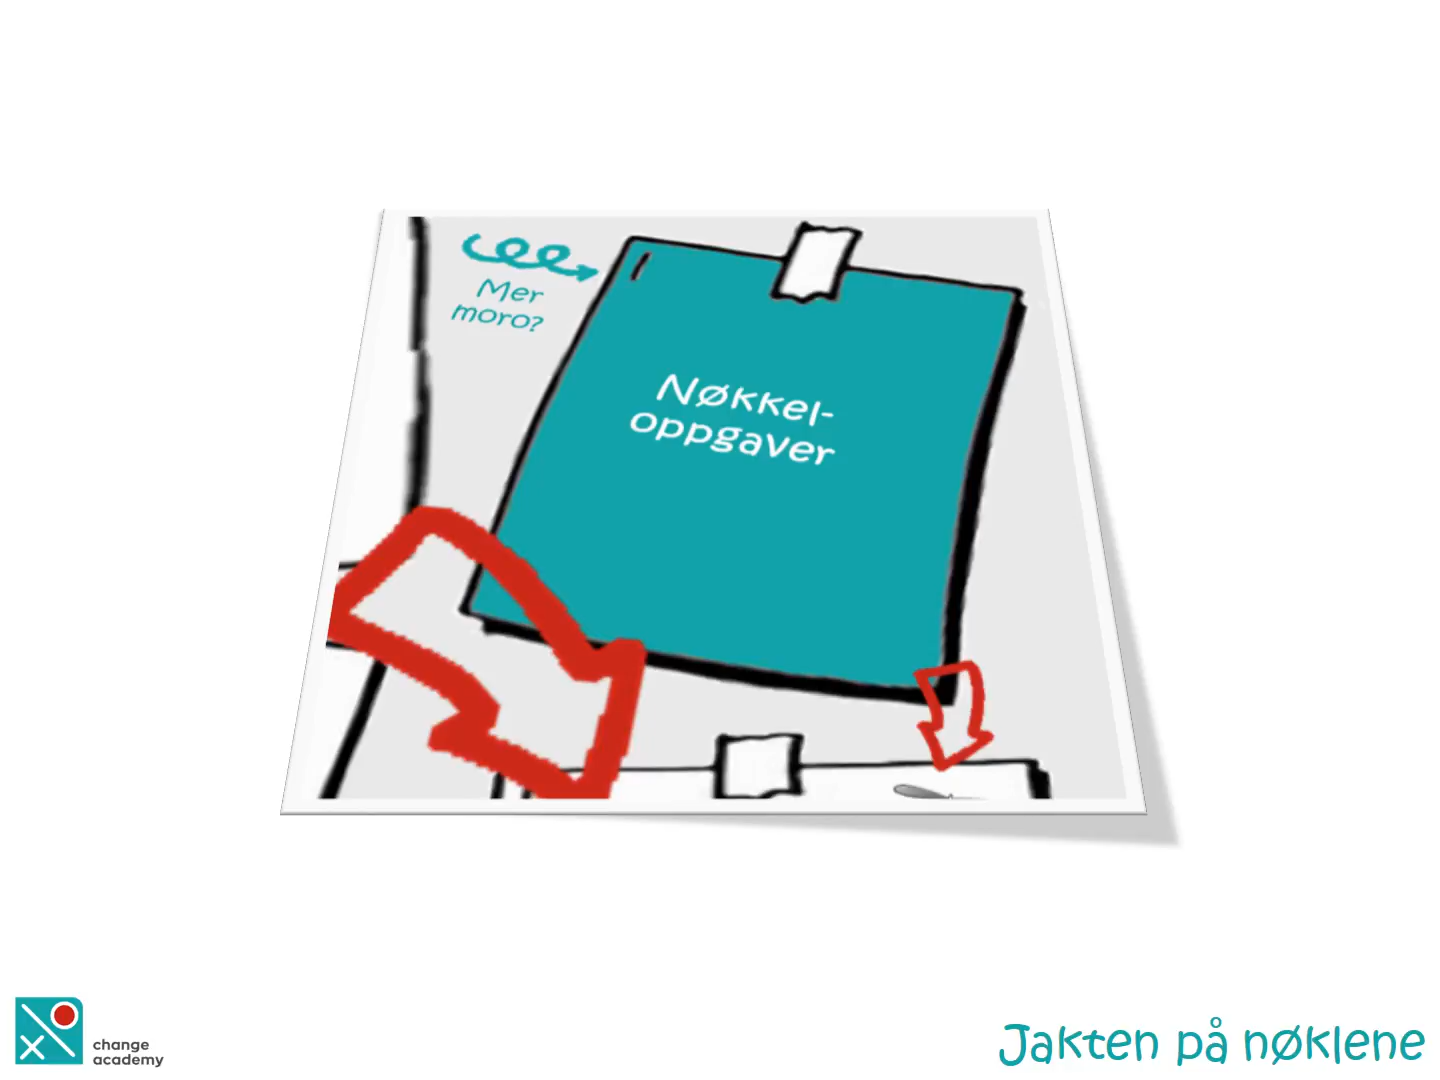 Mer
moro?
Nøkkel-
oppgaver
change
academy
Jakten på nøklene